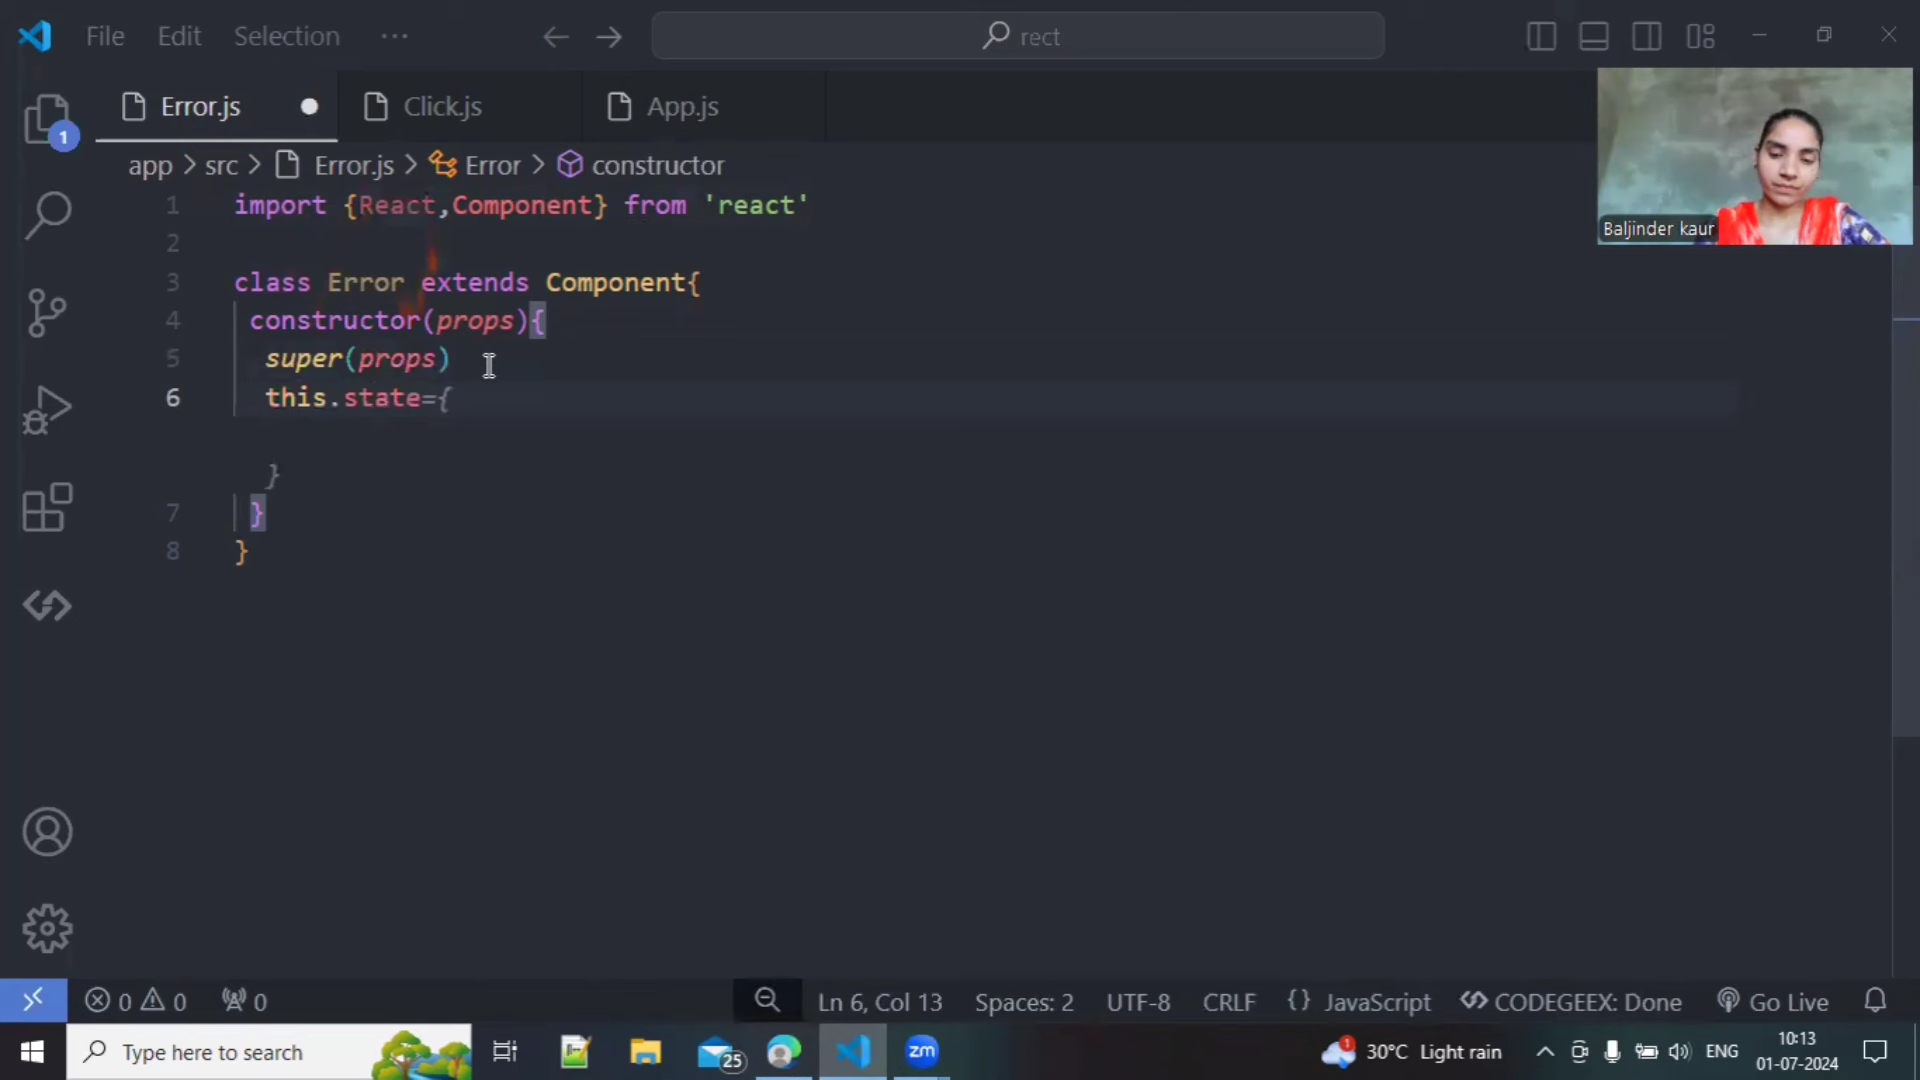 File Edit Selection ··· rect
Error.js Click.js App.js
1
app > src > Error.js > Error > constructor
Baljinder kaur
1 import {React,Component} from 'react'
2
3 class Error extends Component{
4 constructor(props){
5 super(props)
6 this.state={
}
7 }
8 }
0 0 0 Ln 6, Col 13 Spaces: 2 UTF-8 CRLF {} JavaScript CODEGEEX: Done Go Live
Type here to search 25 zm 1 30°C Light rain ENG 10:13
01-07-2024